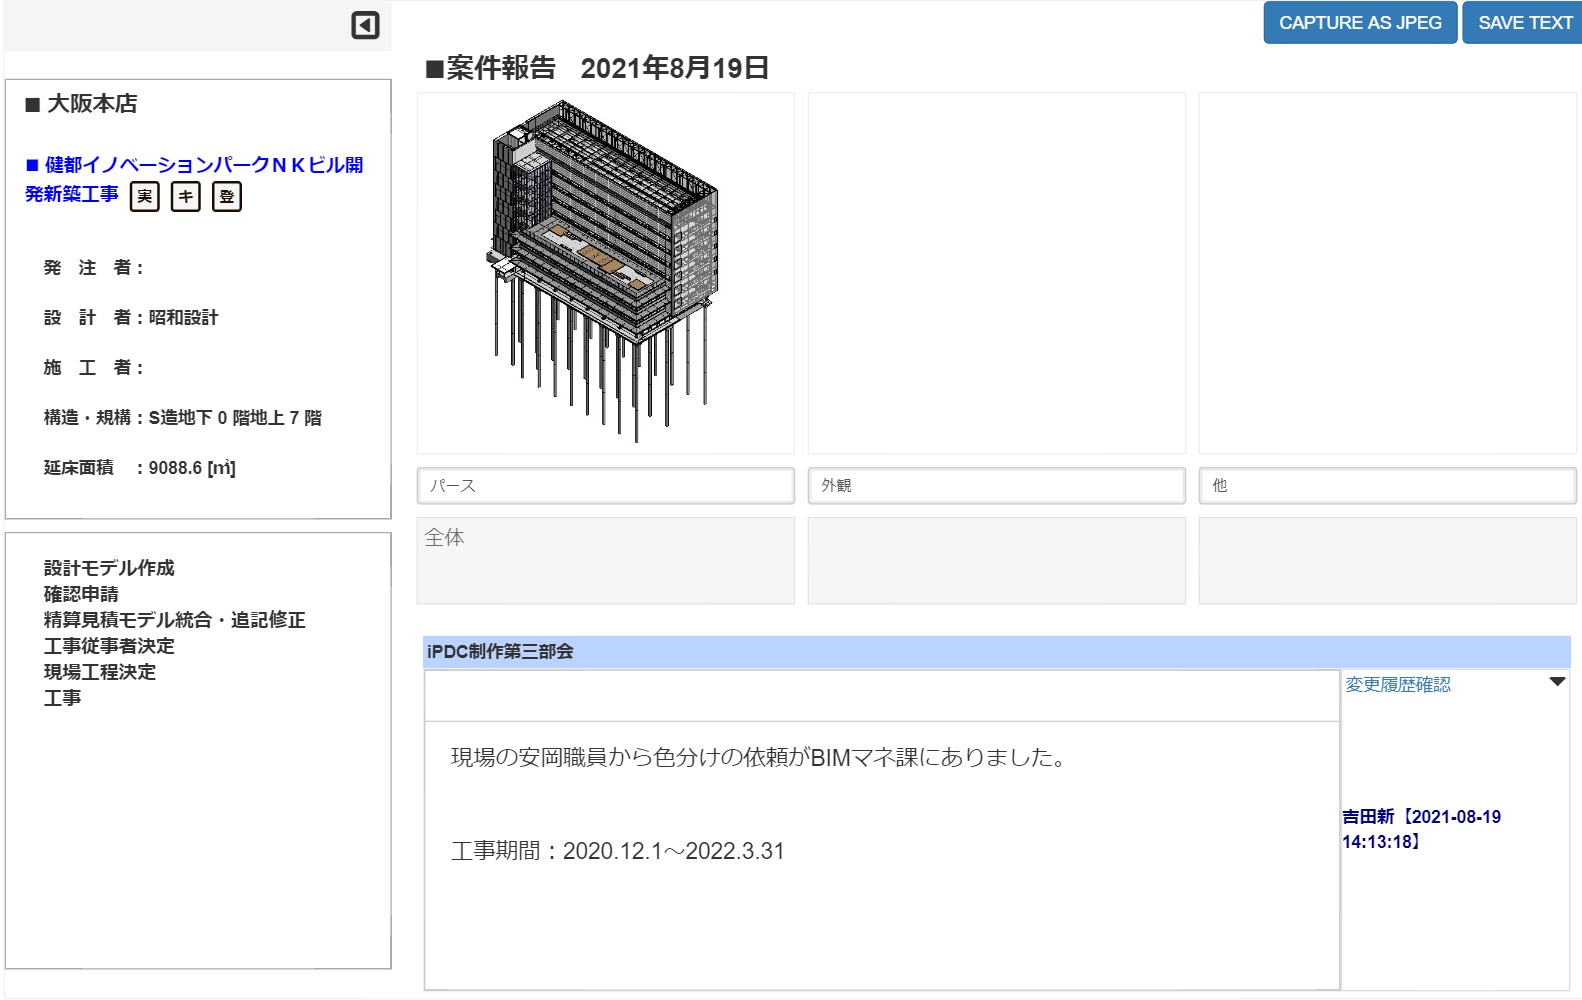 CAPTURE AS JPEG
SAVE TEXT
■ 大阪本店
■ 健都イノベーションパークＮＫビル開
発新築工事 実 キ 登
発　注　者：
設　計　者：昭和設計
施　工　者：
構造・規構：S造地下 0 階地上 7 階
延床面積　：9088.6 [㎡]
設計モデル作成
確認申請
精算見積モデル統合・追記修正
工事従事者決定
現場工程決定
工事
■案件報告　2021年8月19日
パース
外観
他
全体
iPDC制作第三部会
変更履歴確認
現場の安岡職員から色分けの依頼がBIMマネ課にありました。
工事期間：2020.12.1～2022.3.31
吉田新【2021-08-19
14:13:18】